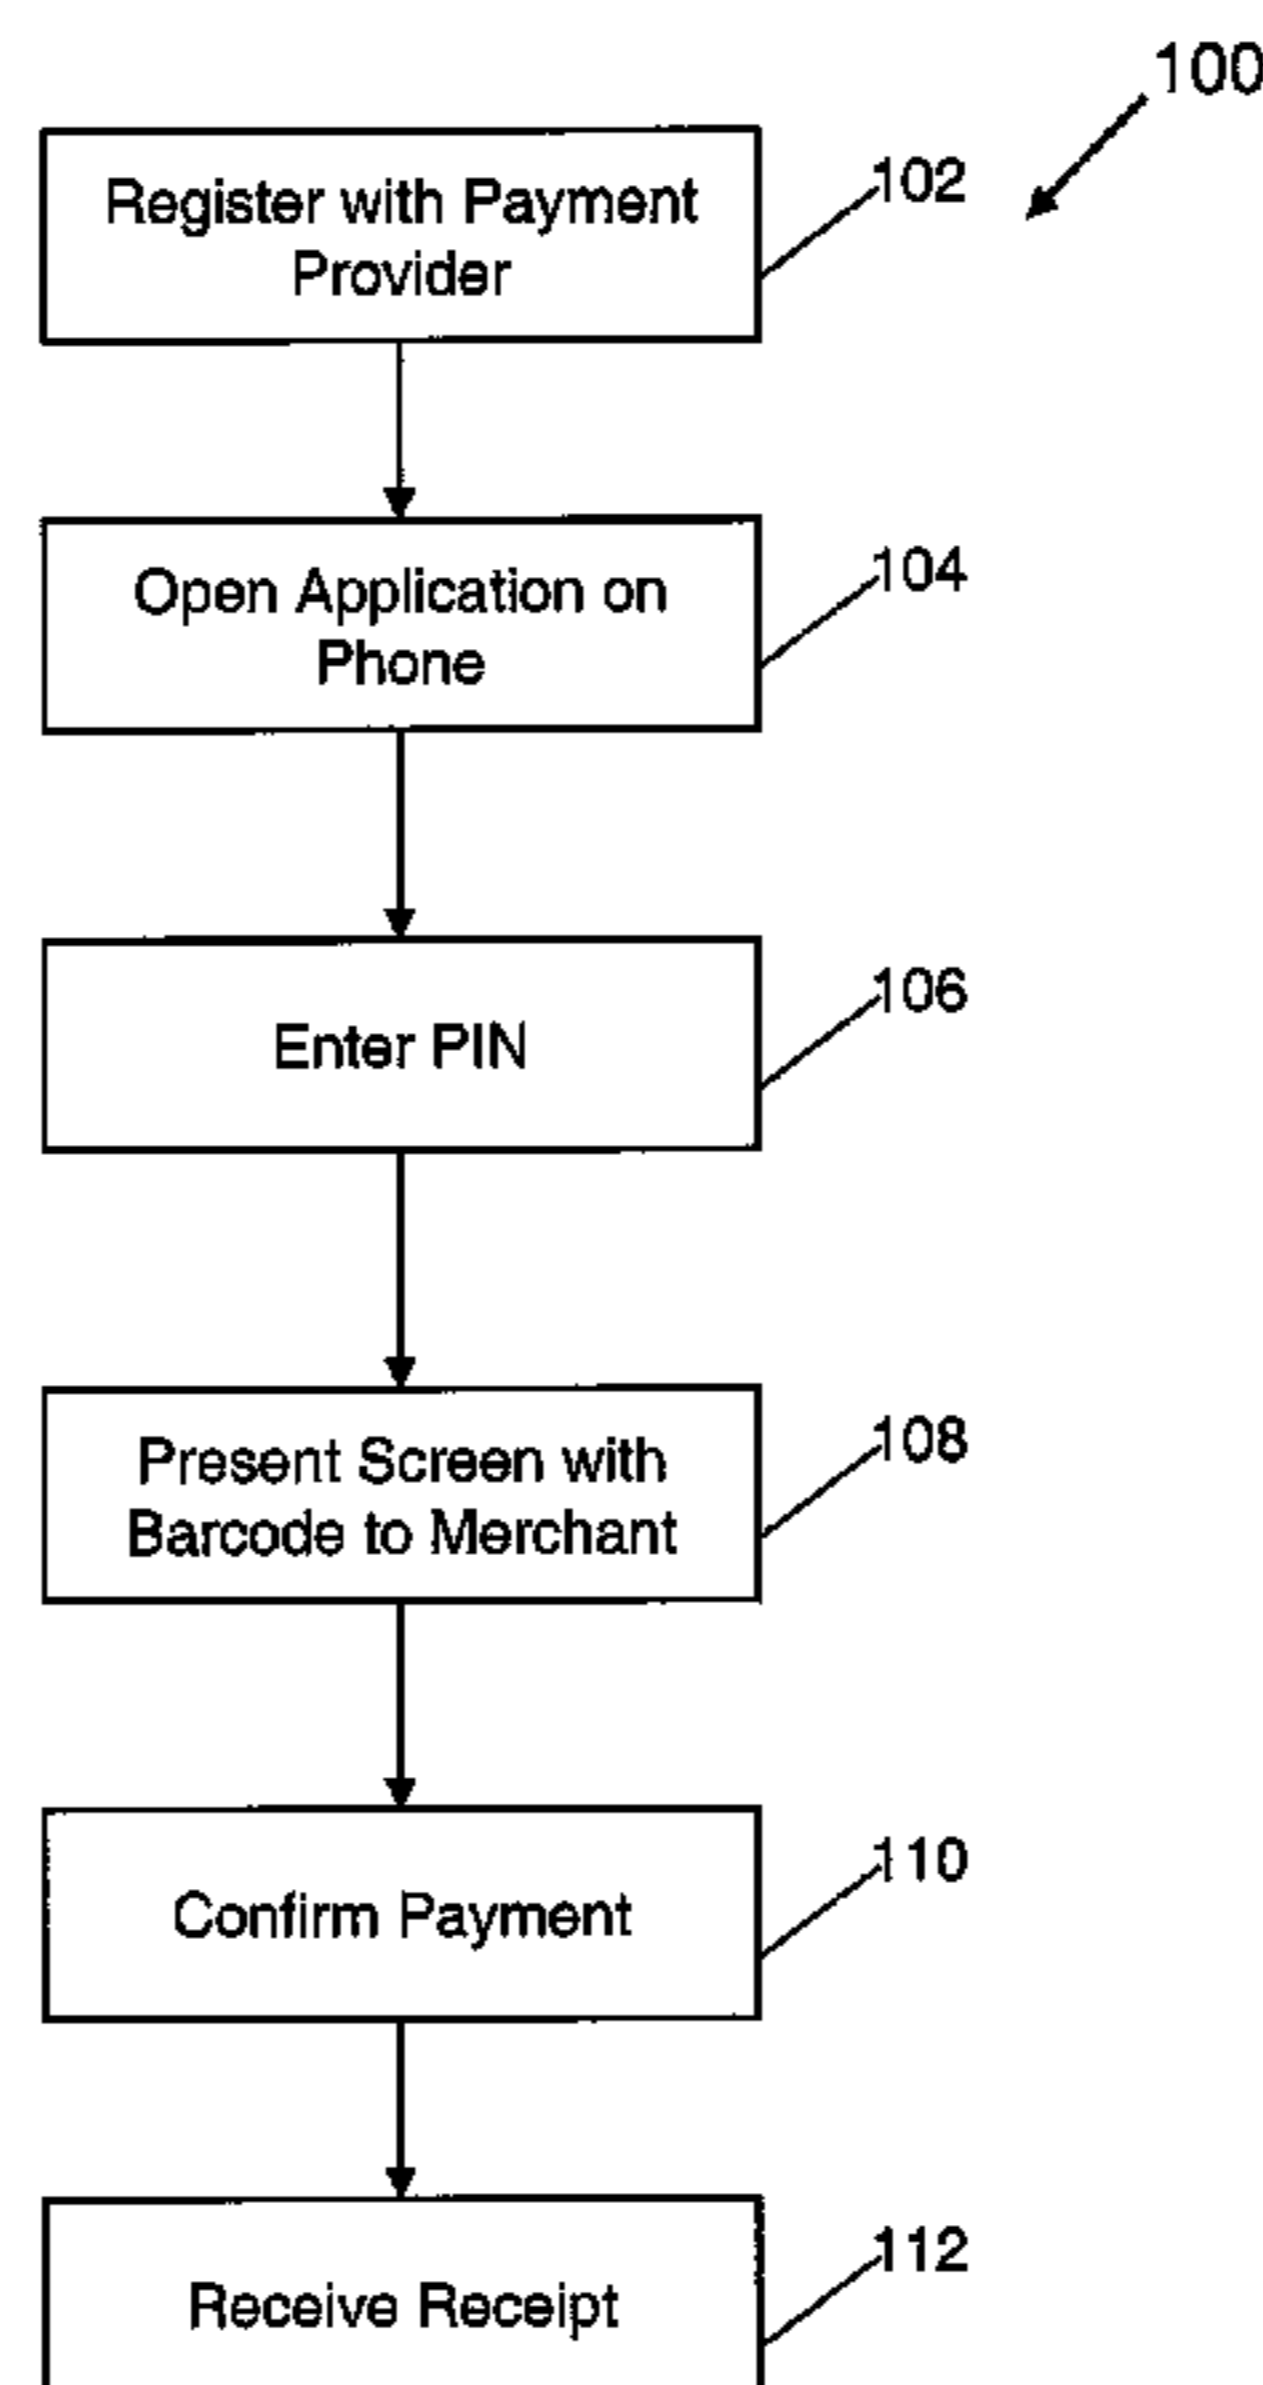 100
Register with Payment
Provider
102
Open Application on
Phone
104
Enter PIN
106
Present Screen with
Barcode to Merchant
108
Confirm Payment
110
Receive Receipt
112